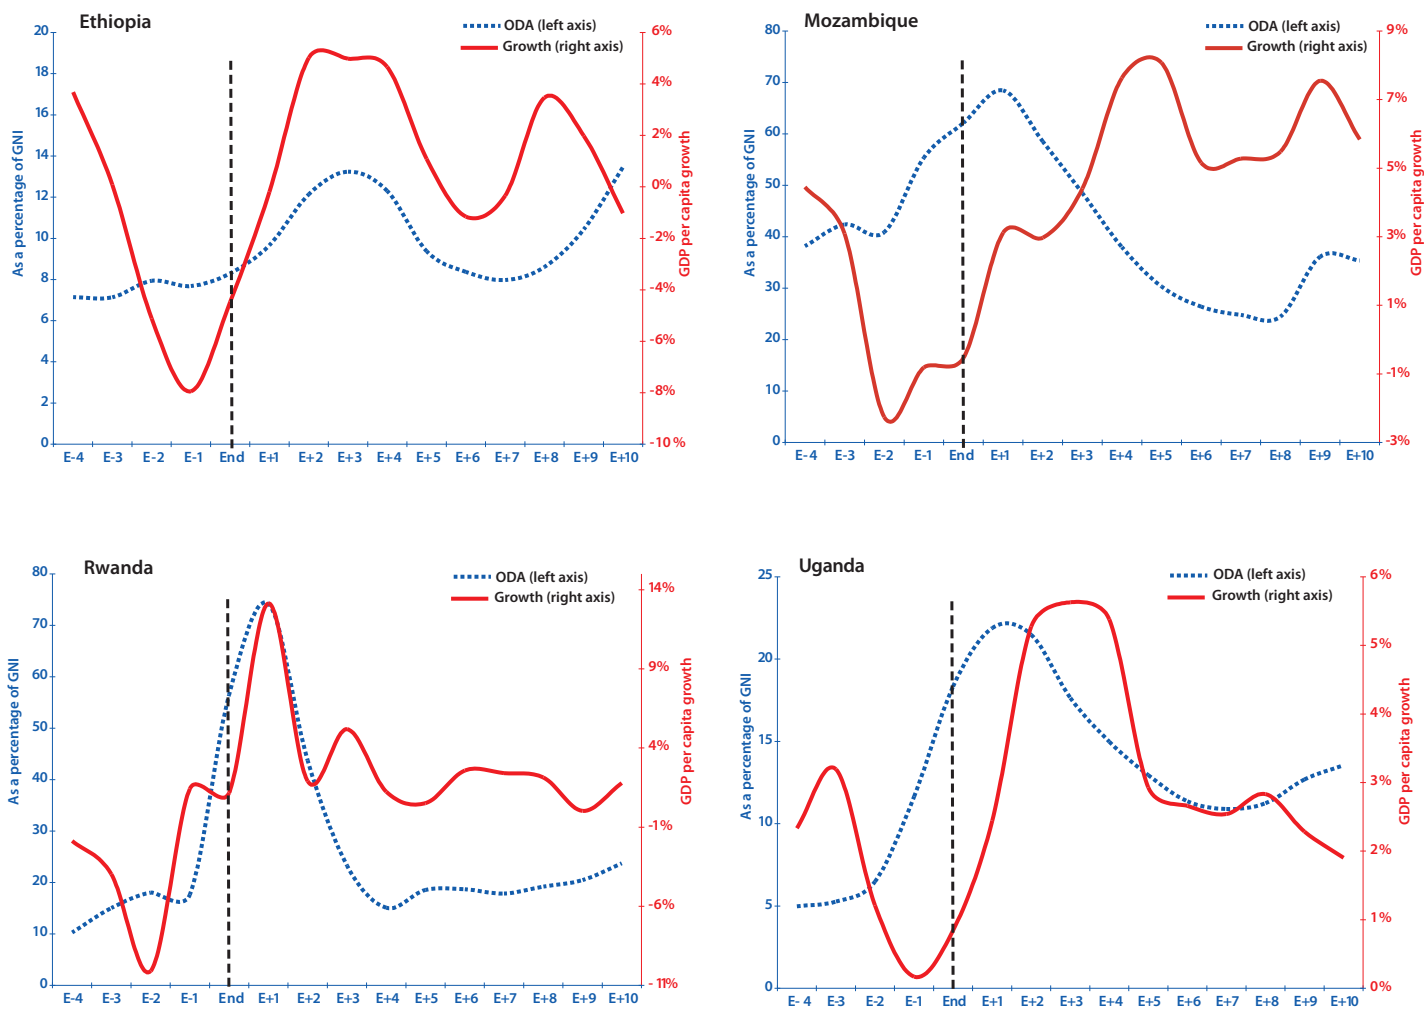 Ethiopia
ODA (left axis)
Growth (right axis)
As a percentage of GNI
GDP per capita growth
20
18
16
14
12
10
8
6
4
2
0
6%
4%
2%
0%
-2%
-4%
-6%
-8%
-10 %
E-4 E-3 E-2 E-1 End E+1 E+2 E+3 E+4 E+5 E+6 E+7 E+8 E+9 E+10
Mozambique
ODA (left axis)
Growth (right axis)
As a percentage of GNI
GDP per capita growth
80
70
60
50
40
30
20
10
0
9%
7%
5%
3%
1%
-1%
-3%
E- 4 E-3 E-2 E-1 End E+1 E+2 E+3 E+4 E+5 E+6 E+7 E+8 E+9 E+10
Rwanda
ODA (left axis)
Growth (right axis)
As a percentage of GNI
GDP per capita growth
80
70
60
50
40
30
20
10
0
14%
9%
4%
-1%
-6%
- 11%
E-4 E-3 E-2 E-1 End E+1 E+2 E+3 E+4 E+5 E+6 E+7 E+8 E+9 E+10
Uganda
ODA (left axis)
Growth (right axis)
As a percentage of GNI
GDP per capita growth
25
20
15
10
5
0
6%
5%
4%
3%
2%
1%
0%
E- 4 E-3 E-2 E-1 End E+1 E+2 E+3 E+4 E+5 E+6 E+7 E+8 E+9 E+10